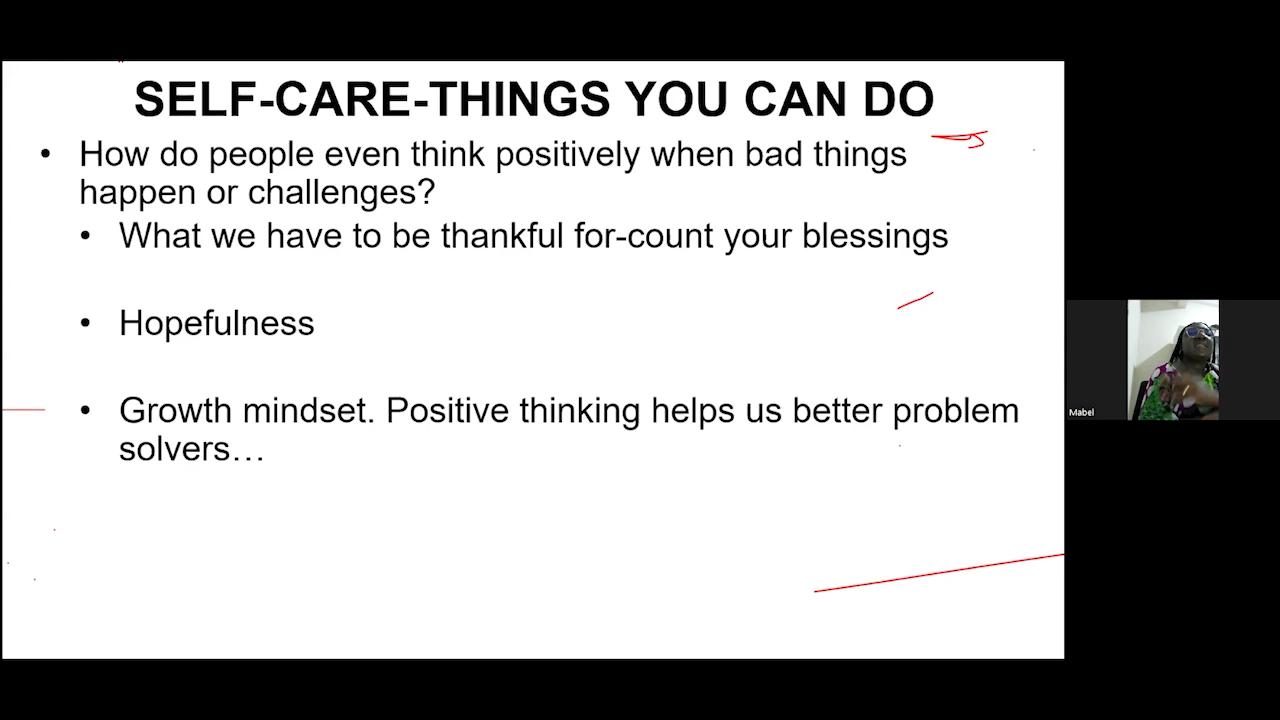 SELF-CARE-THINGS YOU CAN DO
• How do people even think positively when bad things
happen or challenges?
• What we have to be thankful for-count your blessings
• Hopefulness
• Growth mindset. Positive thinking helps us better problem
solvers…
Mabel